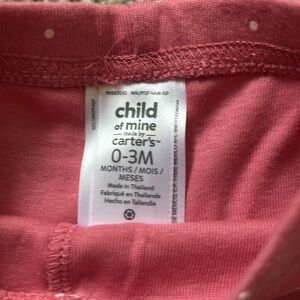 child
of mine
made by
carter's™
0-3M
MONTHS / MOIS /
MESES
Made in Thailand
Fabriqué en Thaïlande
Hecho en Tailandia